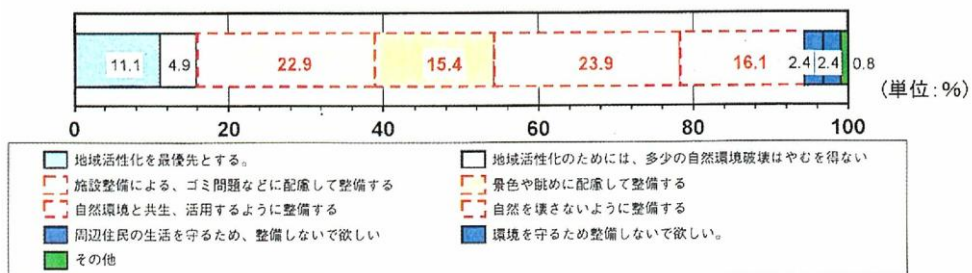 11.1 4.9 22.9 15.4 23.9 16.1 2.4 2.4 0.8
(単位:%)
0 20 40 60 80 100
地域活性化を最優先とする。 地域活性化のためには、多少の自然環境破壊はやむを得ない
施設整備による、ゴミ問題などに配慮して整備する 景色や眺めに配慮して整備する
自然環境と共生、活用するように整備する 自然を壊さないように整備する
周辺住民の生活を守るため、整備しないで欲しい 環境を守るため整備しないで欲しい。
その他